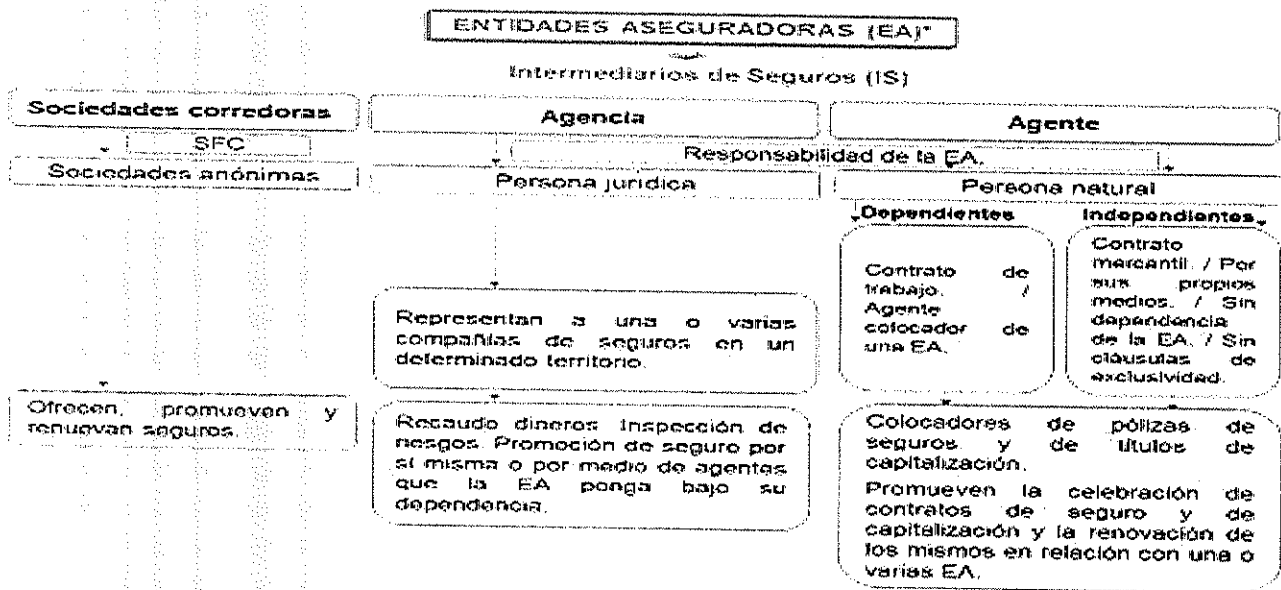 ENTIDADES ASEGURADORAS (EA)*
Intermediarios de Seguros (IS)
Sociedades corredoras
SFC
Sociedades anónimas
Ofrecen, promueven y
renuevan seguros.
Agencia
Agente
Responsabilidad de la EA.
Persona jurídica
Representan a una o varias
compañías de seguros en un
determinado territorio.
Recaudo dineros. Inspección de
riesgos. Promoción de seguro por
sí misma o por medio de agentes
que la EA ponga bajo su
dependencia.
Persona natural
Dependientes
Contrato de
trabajo. /
Agente
colocador de
una EA.
Independientes
Contrato
mercantil. / Por
sus propios
medios. / Sin
dependencia
de la EA. / Sin
cláusulas de
exclusividad.
Colocadores de pólizas de
seguros y de títulos de
capitalización.
Promueven la celebración de
contratos de seguro y de
capitalización y la renovación de
los mismos en relación con una o
varias EA.